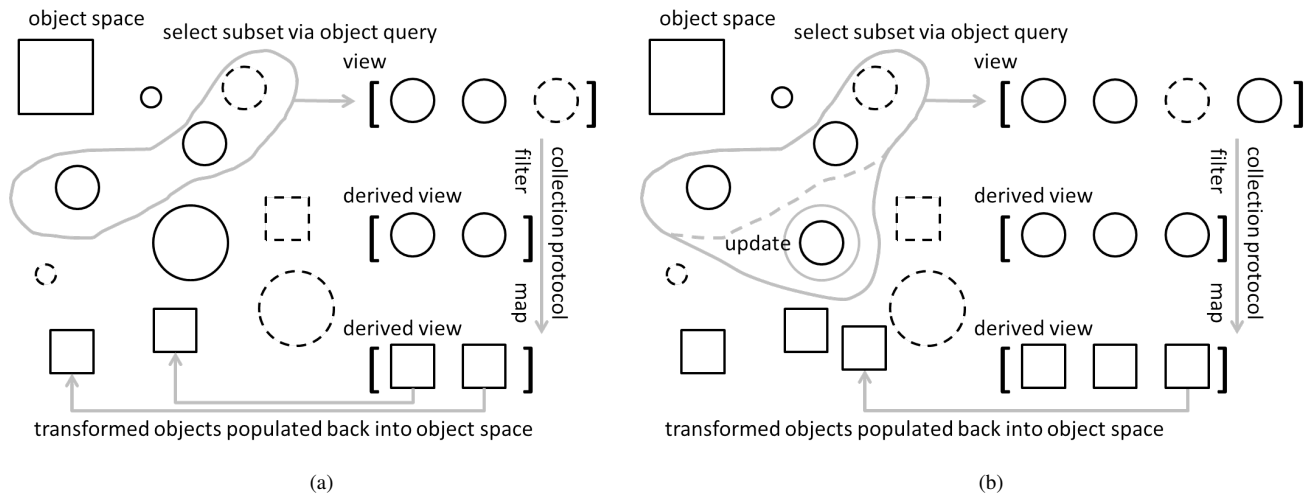 object space
select subset via object query
view
[ ]
filter
collection protocol
derived view
[ ]
map
derived view
[ ]
transformed objects populated back into object space
(a)
object space
select subset via object query
view
[ ]
filter
collection protocol
derived view
[ ]
update
map
derived view
[ ]
transformed objects populated back into object space
(b)